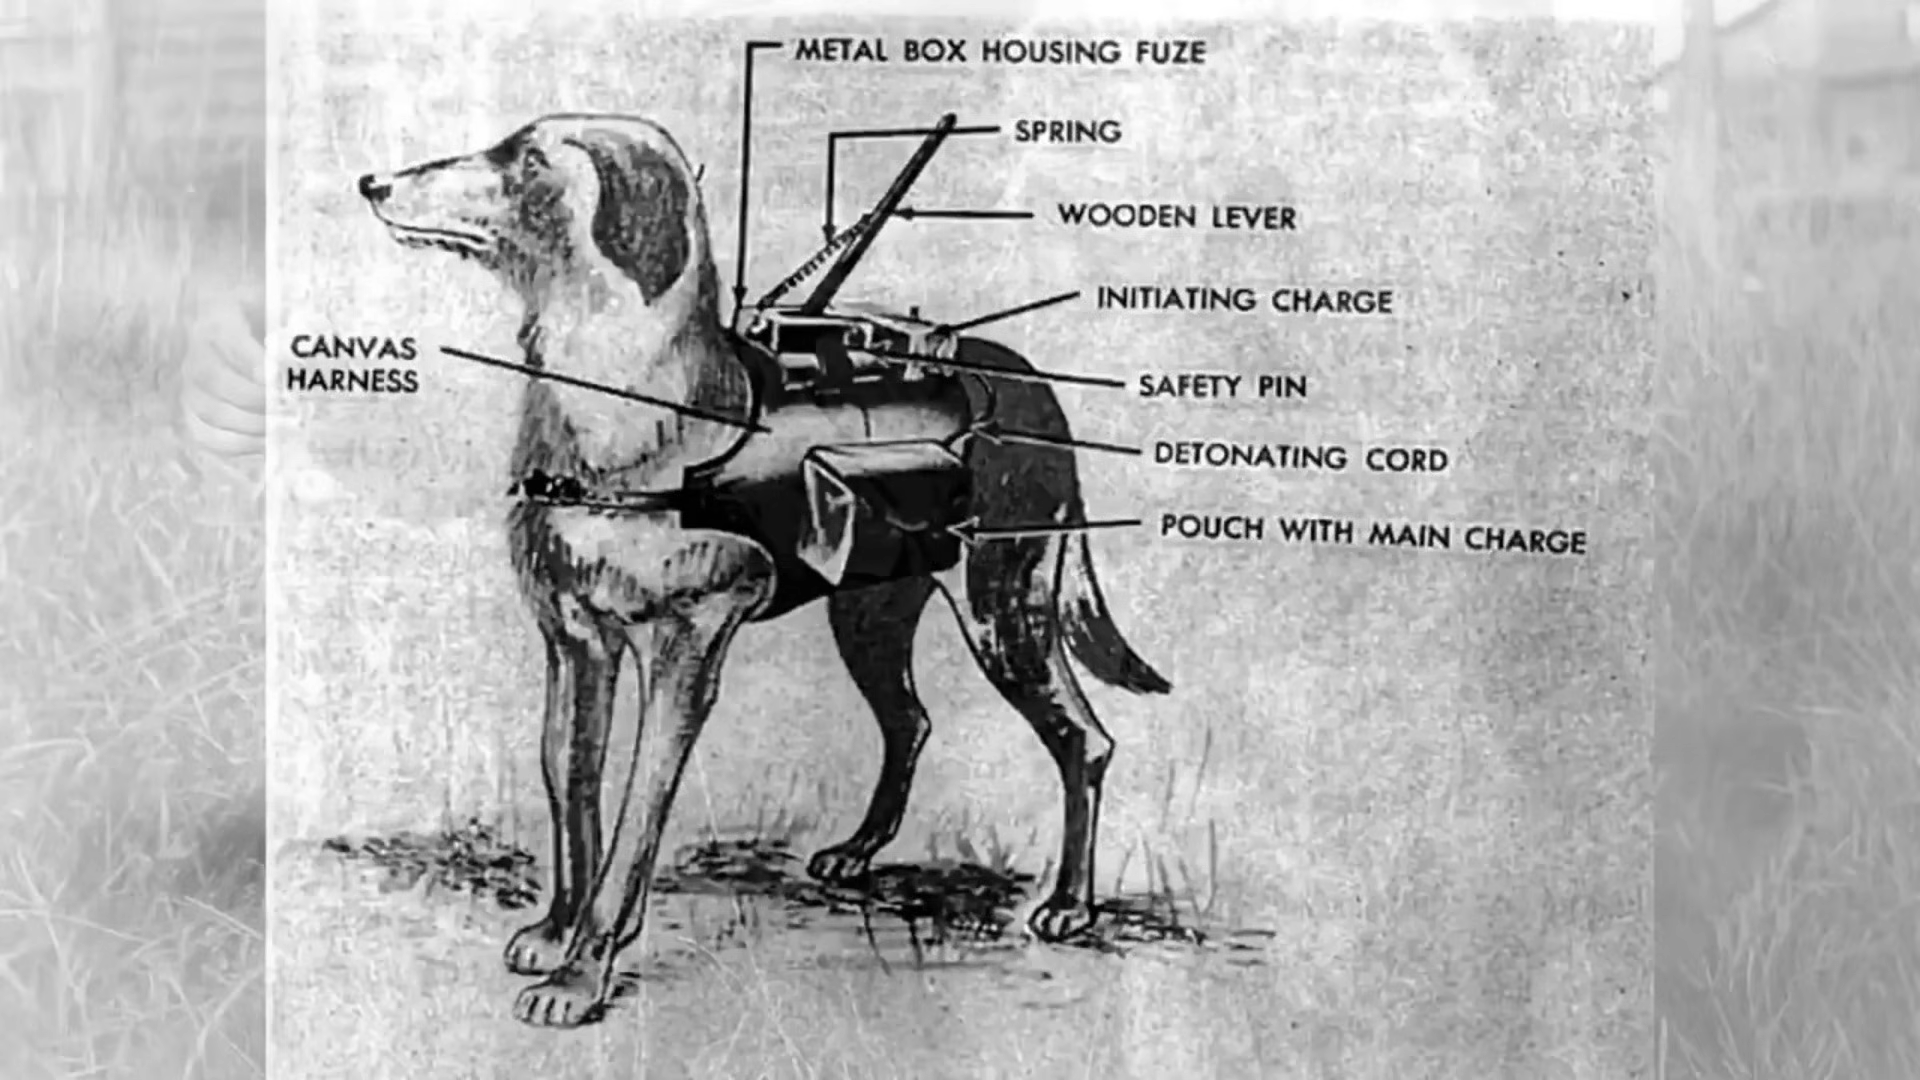 METAL BOX HOUSING FUZE
SPRING
WOODEN LEVER
INITIATING CHARGE
CANVAS
HARNESS
SAFETY PIN
DETONATING CORD
POUCH WITH MAIN CHARGE